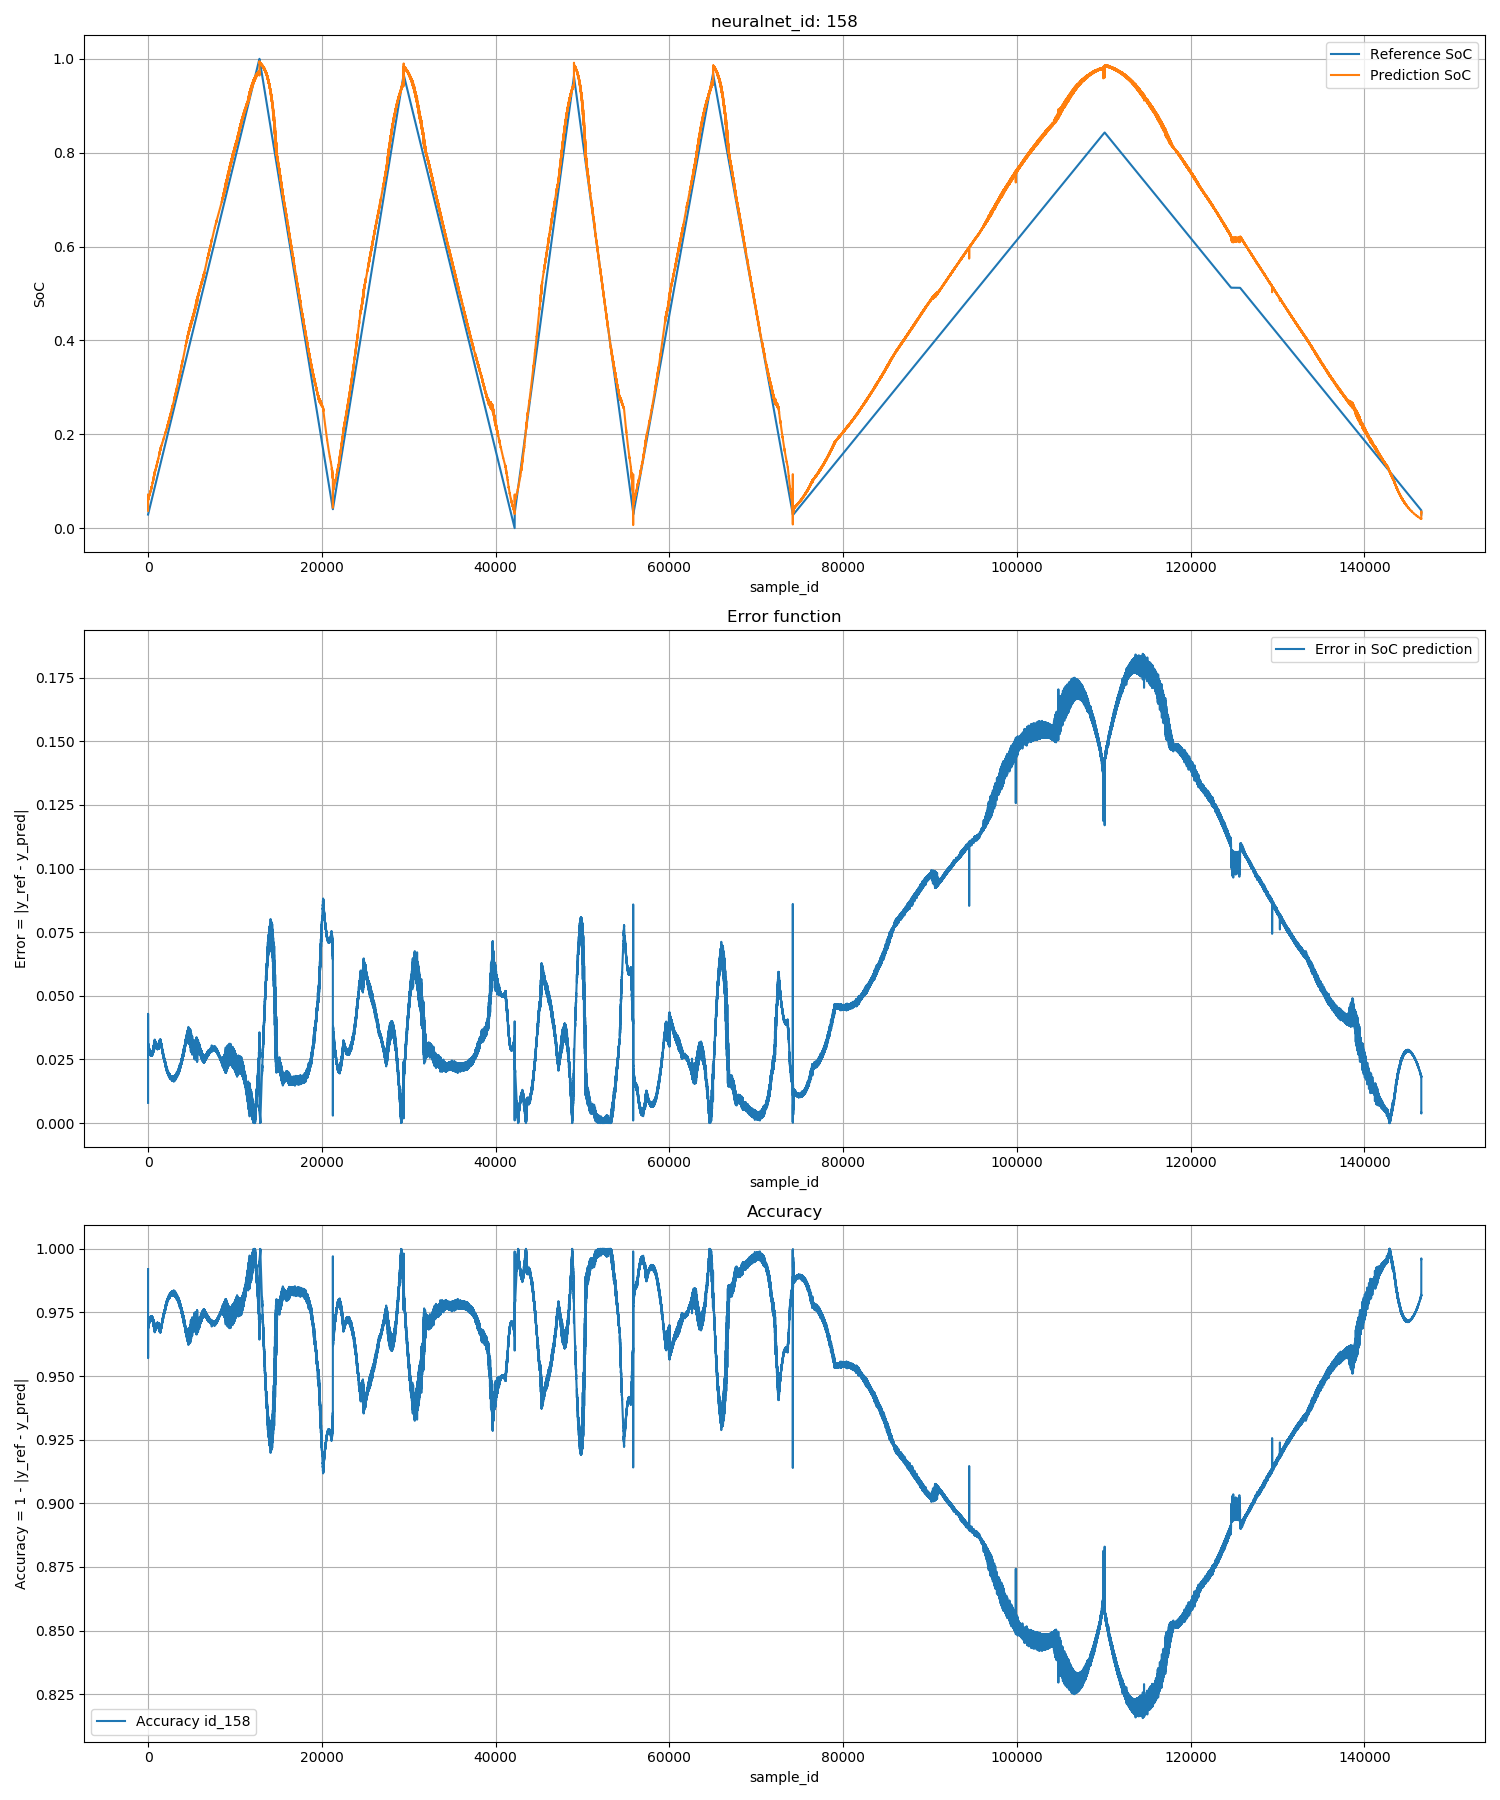 neuralnet_id: 158
Reference SoC
Prediction SoC
SoC
1.0
0.8
0.6
0.4
0.2
0.0
0 20000 40000 60000 80000 100000 120000 140000
sample_id
Error function
Error in SoC prediction
Error = |y_ref - y_pred|
0.175
0.150
0.125
0.100
0.075
0.050
0.025
0.000
0 20000 40000 60000 80000 100000 120000 140000
sample_id
Accuracy
Accuracy = 1 - |y_ref - y_pred|
1.000
0.975
0.950
0.925
0.900
0.875
0.850
0.825
Accuracy id_158
0 20000 40000 60000 80000 100000 120000 140000
sample_id